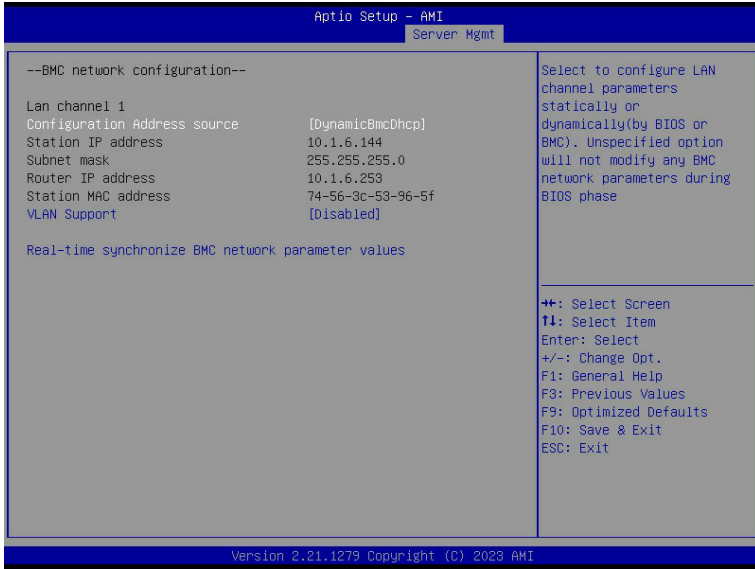 Aptio Setup – AMI
Server Mgmt
--BMC network configuration--
Lan channel 1
Configuration Address source [DynamicBmcDhcp]
Station IP address 10.1.6.144
Subnet mask 255.255.255.0
Router IP address 10.1.6.253
Station MAC address 74-56-3c-53-96-5f
VLAN Support [Disabled]
Real-time synchronize BMC network parameter values
Select to configure LAN
channel parameters
statically or
dynamically(by BIOS or
BMC). Unspecified option
will not modify any BMC
network parameters during
BIOS phase
→←: Select Screen
↑↓: Select Item
Enter: Select
+/-: Change Opt.
F1: General Help
F3: Previous Values
F9: Optimized Defaults
F10: Save & Exit
ESC: Exit
Version 2.21.1279 Copyright (C) 2023 AMI